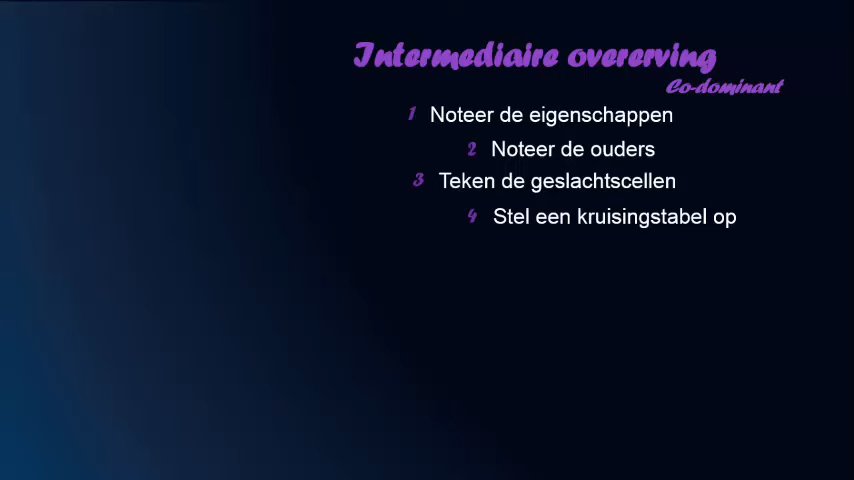 Intermediaire overerving
Co-dominant
1 Noteer de eigenschappen
2 Noteer de ouders
3 Teken de geslachtscellen
4 Stel een kruisingstabel op